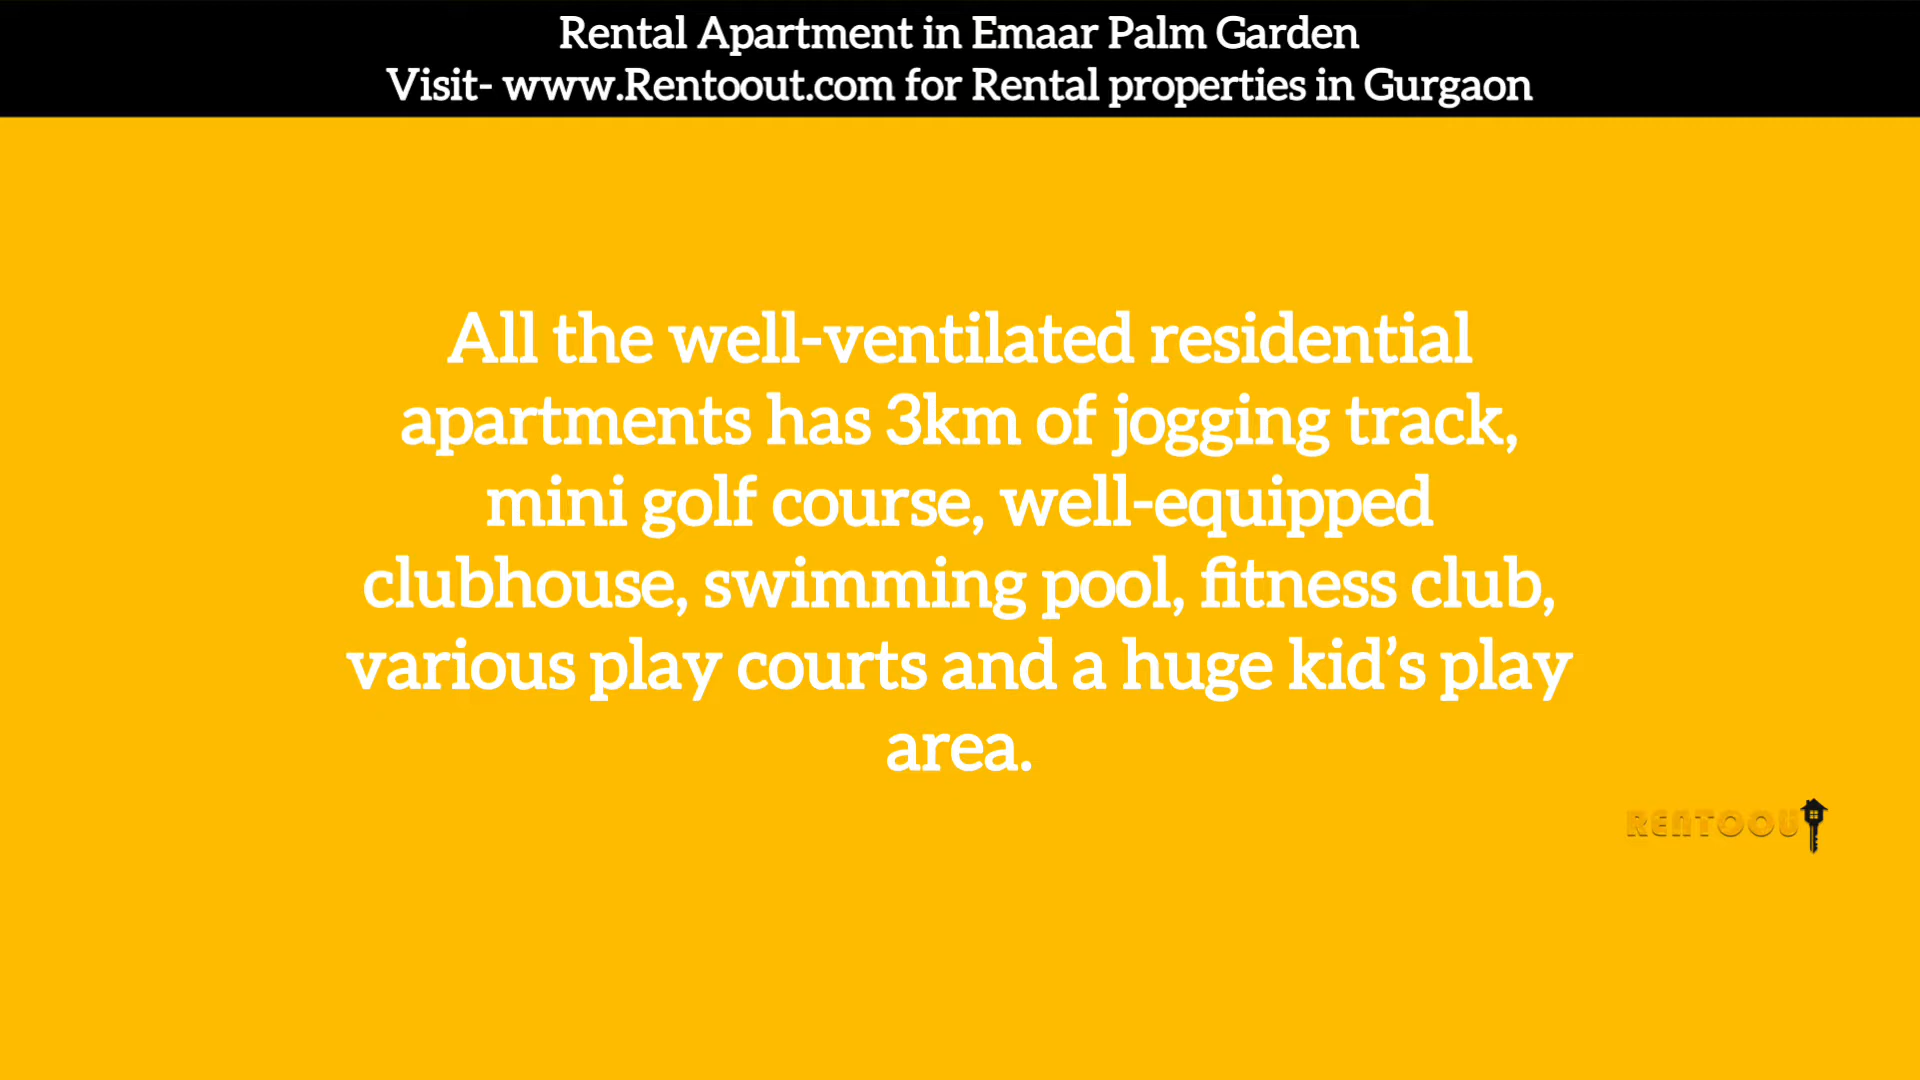 Rental Apartment in Emaar Palm Garden
Visit- www.Rentoout.com for Rental properties in Gurgaon
All the well-ventilated residential
apartments has 3km of jogging track,
mini golf course, well-equipped
clubhouse, swimming pool, fitness club,
various play courts and a huge kid’s play
area.
RENTOOU